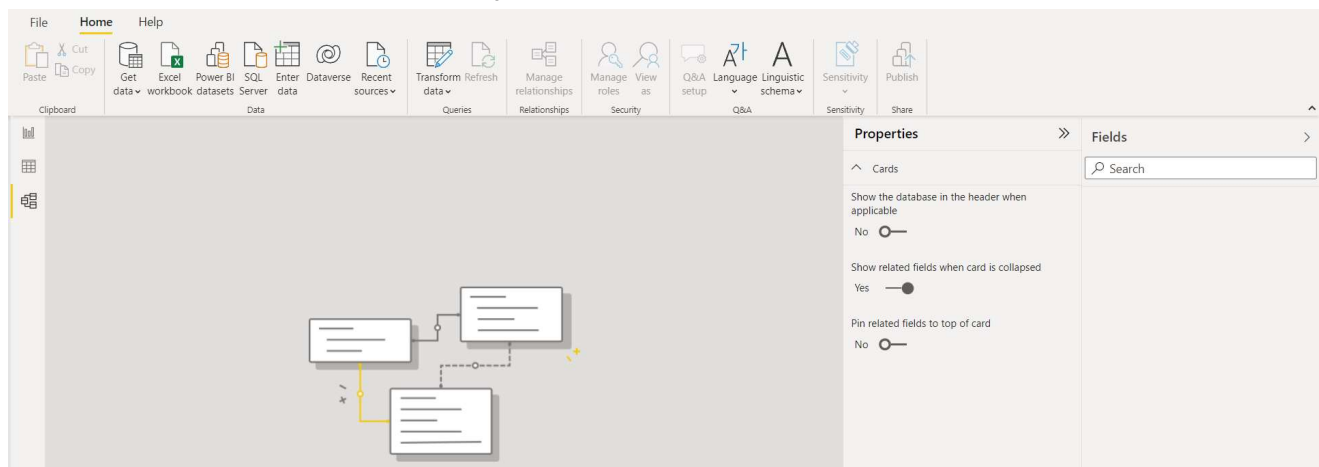 File Home Help
Paste
Cut
Copy
Get data
Excel workbook
Power BI datasets
SQL Server
Enter data
Dataverse
Recent sources
Transform data
Refresh
Manage relationships
Manage roles
View as
Q&A setup
Language
Linguistic schema
Sensitivity
Publish
Clipboard
Data
Queries
Relationships
Security
Q&A
Sensitivity
Share
Properties
Cards
Show the database in the header when
applicable
No
Show related fields when card is collapsed
Yes
Pin related fields to top of card
No
Fields
Search